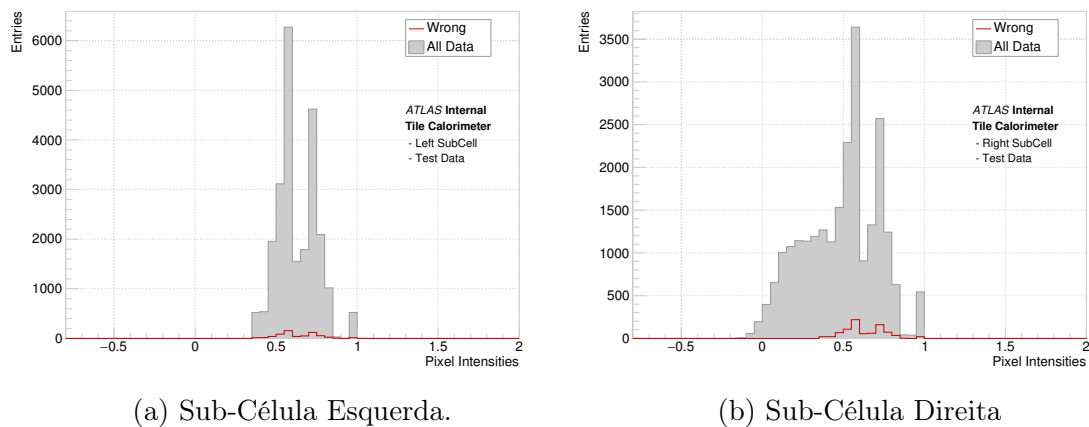 Entries
6000
5000
4000
3000
2000
1000
0
Wrong
All Data
ATLAS Internal
Tile Calorimeter
- Left SubCell
- Test Data
−0.5 0 0.5 1 1.5 2
Pixel Intensities
(a) Sub-Célula Esquerda.
Entries
3500
3000
2500
2000
1500
1000
500
0
Wrong
All Data
ATLAS Internal
Tile Calorimeter
- Right SubCell
- Test Data
−0.5 0 0.5 1 1.5 2
Pixel Intensities
(b) Sub-Célula Direita